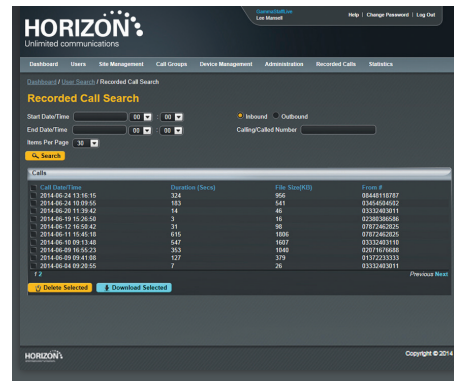 GammaStaffLive
HORIZON
Lee Mansell
Help | Change Password | Log Out
Unlimited communications
Dashboard Users Site Management Call Groups Device Management Administration Recorded Calls Statistics
Dashboard / User Search / Recorded Call Search
Recorded Call Search
Start Date/Time 00 : 00 Inbound Outbound
End Date/Time 00 : 00 Calling/Called Number
Items Per Page 30
Search
Calls
Call Date/Time Duration (Secs) File Size(KB) From #
2014-06-24 13:16:15 324 956 08448118787
2014-06-24 10:09:55 183 541 03454504502
2014-06-20 11:39:42 14 46 03332403011
2014-06-19 15:26:50 3 16 02380386586
2014-06-12 16:50:42 31 98 07872462825
2014-06-11 15:45:18 615 1806 07872462825
2014-06-10 09:13:48 547 1607 03332403110
2014-06-09 16:55:23 353 1040 02071676688
2014-06-09 09:41:08 127 379 01372233333
2014-06-04 09:20:55 7 26 03332403011
1 2 Previous Next
Delete Selected Download Selected
HORIZON
Copyright © 2014